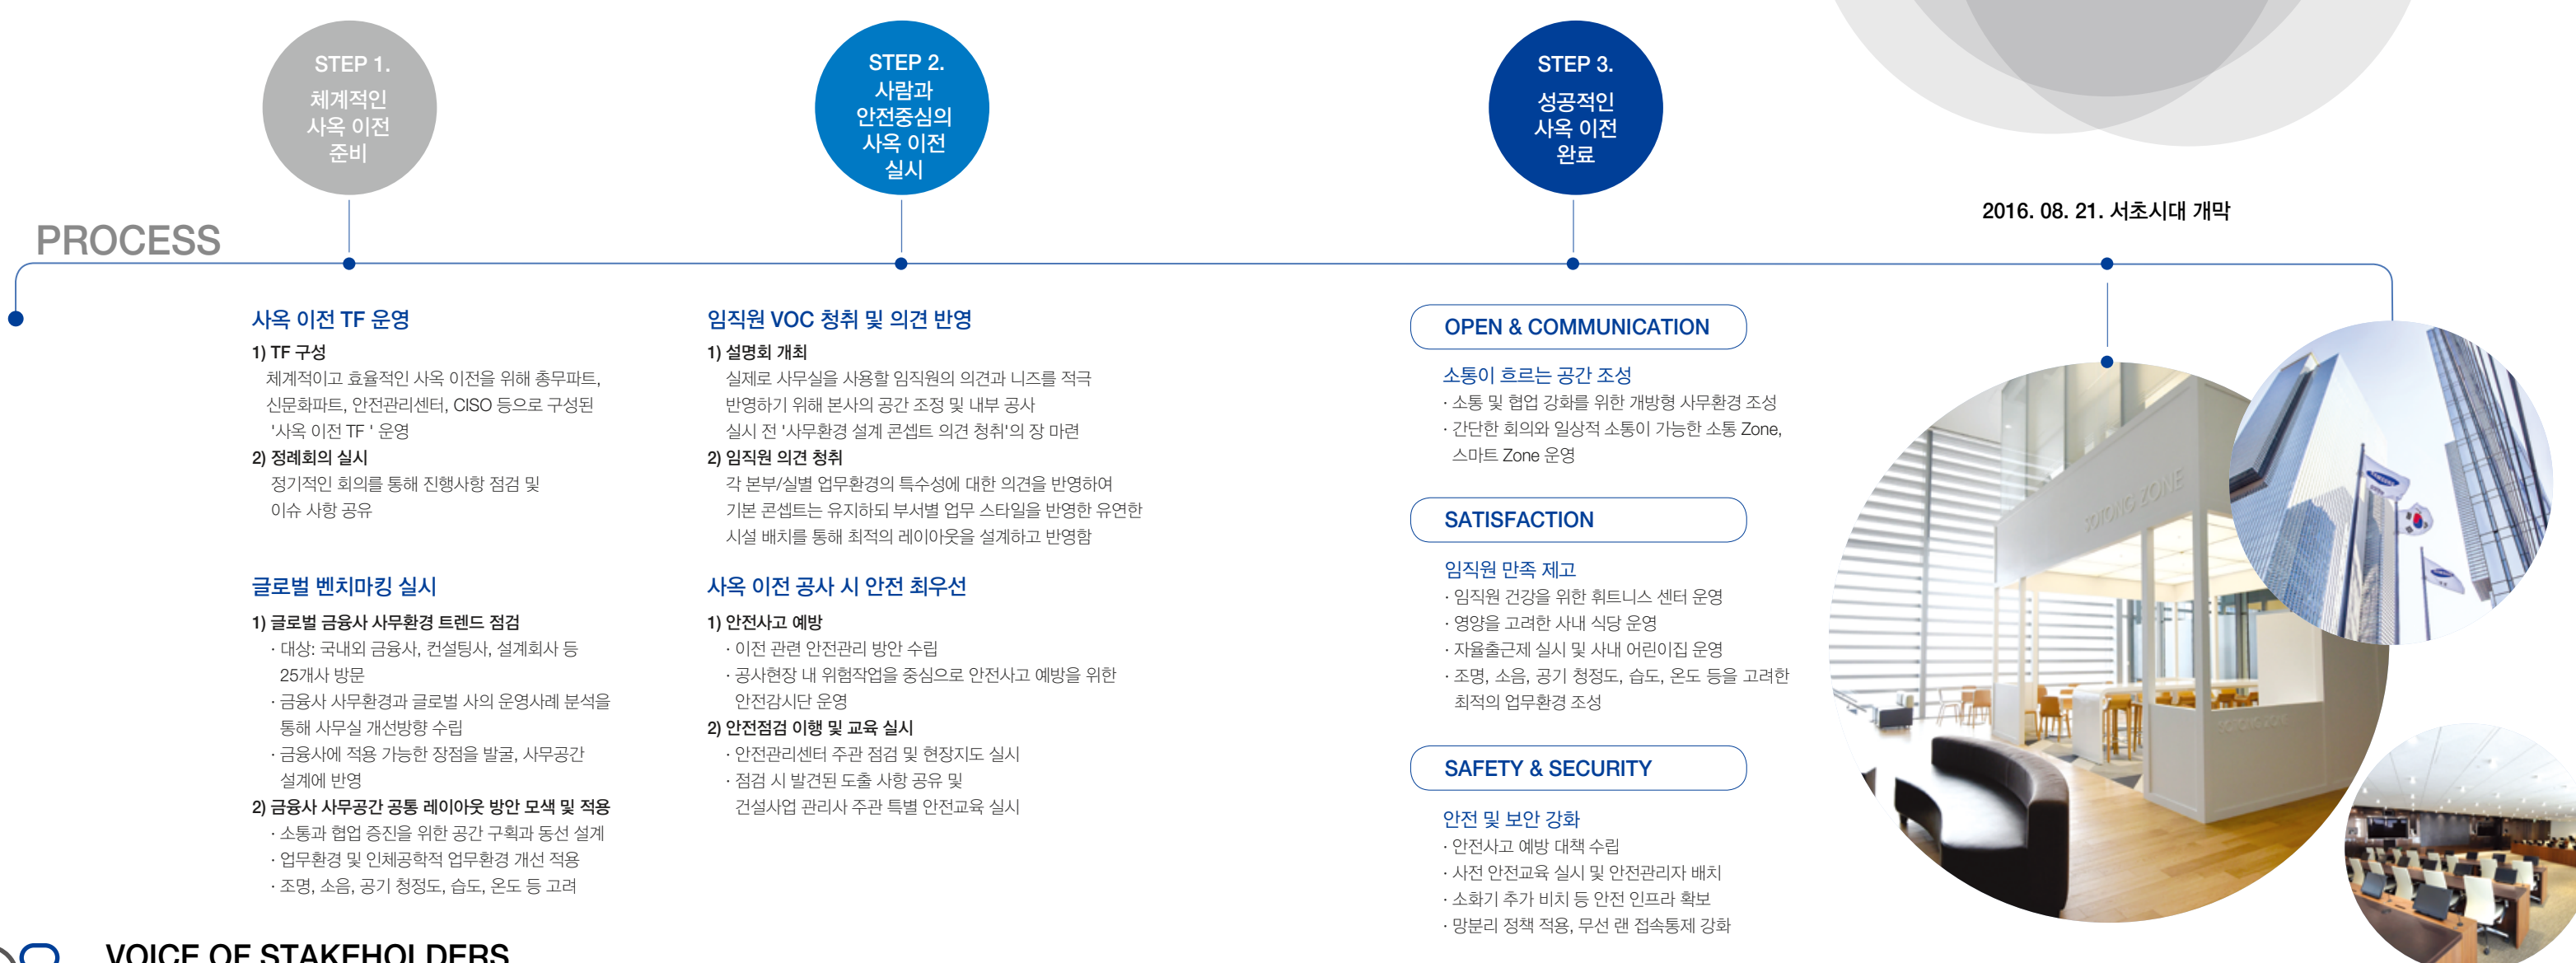 STEP 1.
체계적인
사옥 이전
준비
STEP 2.
사람과
안전중심의
사옥 이전
실시
STEP 3.
성공적인
사옥 이전
완료
2016. 08. 21. 서초시대 개막
PROCESS
사옥 이전 TF 운영
1) TF 구성
체계적이고 효율적인 사옥 이전을 위해 총무파트,
신문화파트, 안전관리센터, CISO 등으로 구성된
'사옥 이전 TF ' 운영
2) 정례회의 실시
정기적인 회의를 통해 진행사항 점검 및
이슈 사항 공유
글로벌 벤치마킹 실시
1) 글로벌 금융사 사무환경 트렌드 점검
· 대상: 국내외 금융사, 컨설팅사, 설계회사 등
25개사 방문
· 금융사 사무환경과 글로벌 사의 운영사례 분석을
통해 사무실 개선방향 수립
· 금융사에 적용 가능한 장점을 발굴, 사무공간
설계에 반영
2) 금융사 사무공간 공통 레이아웃 방안 모색 및 적용
· 소통과 협업 증진을 위한 공간 구획과 동선 설계
· 업무환경 및 인체공학적 업무환경 개선 적용
· 조명, 소음, 공기 청정도, 습도, 온도 등 고려
임직원 VOC 청취 및 의견 반영
1) 설명회 개최
실제로 사무실을 사용할 임직원의 의견과 니즈를 적극
반영하기 위해 본사의 공간 조정 및 내부 공사
실시 전 '사무환경 설계 콘셉트 의견 청취'의 장 마련
2) 임직원 의견 청취
각 본부/실별 업무환경의 특수성에 대한 의견을 반영하여
기본 콘셉트는 유지하되 부서별 업무 스타일을 반영한 유연한
시설 배치를 통해 최적의 레이아웃을 설계하고 반영함
사옥 이전 공사 시 안전 최우선
1) 안전사고 예방
· 이전 관련 안전관리 방안 수립
· 공사현장 내 위험작업을 중심으로 안전사고 예방을 위한
안전감시단 운영
2) 안전점검 이행 및 교육 실시
· 안전관리센터 주관 점검 및 현장지도 실시
· 점검 시 발견된 도출 사항 공유 및
건설사업 관리사 주관 특별 안전교육 실시
OPEN & COMMUNICATION
소통이 흐르는 공간 조성
· 소통 및 협업 강화를 위한 개방형 사무환경 조성
· 간단한 회의와 일상적 소통이 가능한 소통 Zone,
스마트 Zone 운영
SATISFACTION
임직원 만족 제고
· 임직원 건강을 위한 휘트니스 센터 운영
· 영양을 고려한 사내 식당 운영
· 자율출근제 실시 및 사내 어린이집 운영
· 조명, 소음, 공기 청정도, 습도, 온도 등을 고려한
최적의 업무환경 조성
SAFETY & SECURITY
안전 및 보안 강화
· 안전사고 예방 대책 수립
· 사전 안전교육 실시 및 안전관리자 배치
· 소화기 추가 비치 등 안전 인프라 확보
· 망분리 정책 적용, 무선 랜 접속통제 강화
SOTONG ZONE
SOTONG ZONE
VOICE OF STAKEHOLDERS